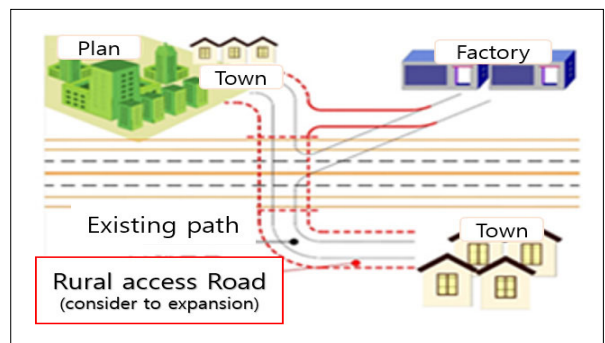 Plan
Town
Factory
Existing path
Town
Rural access Road
(consider to expansion)